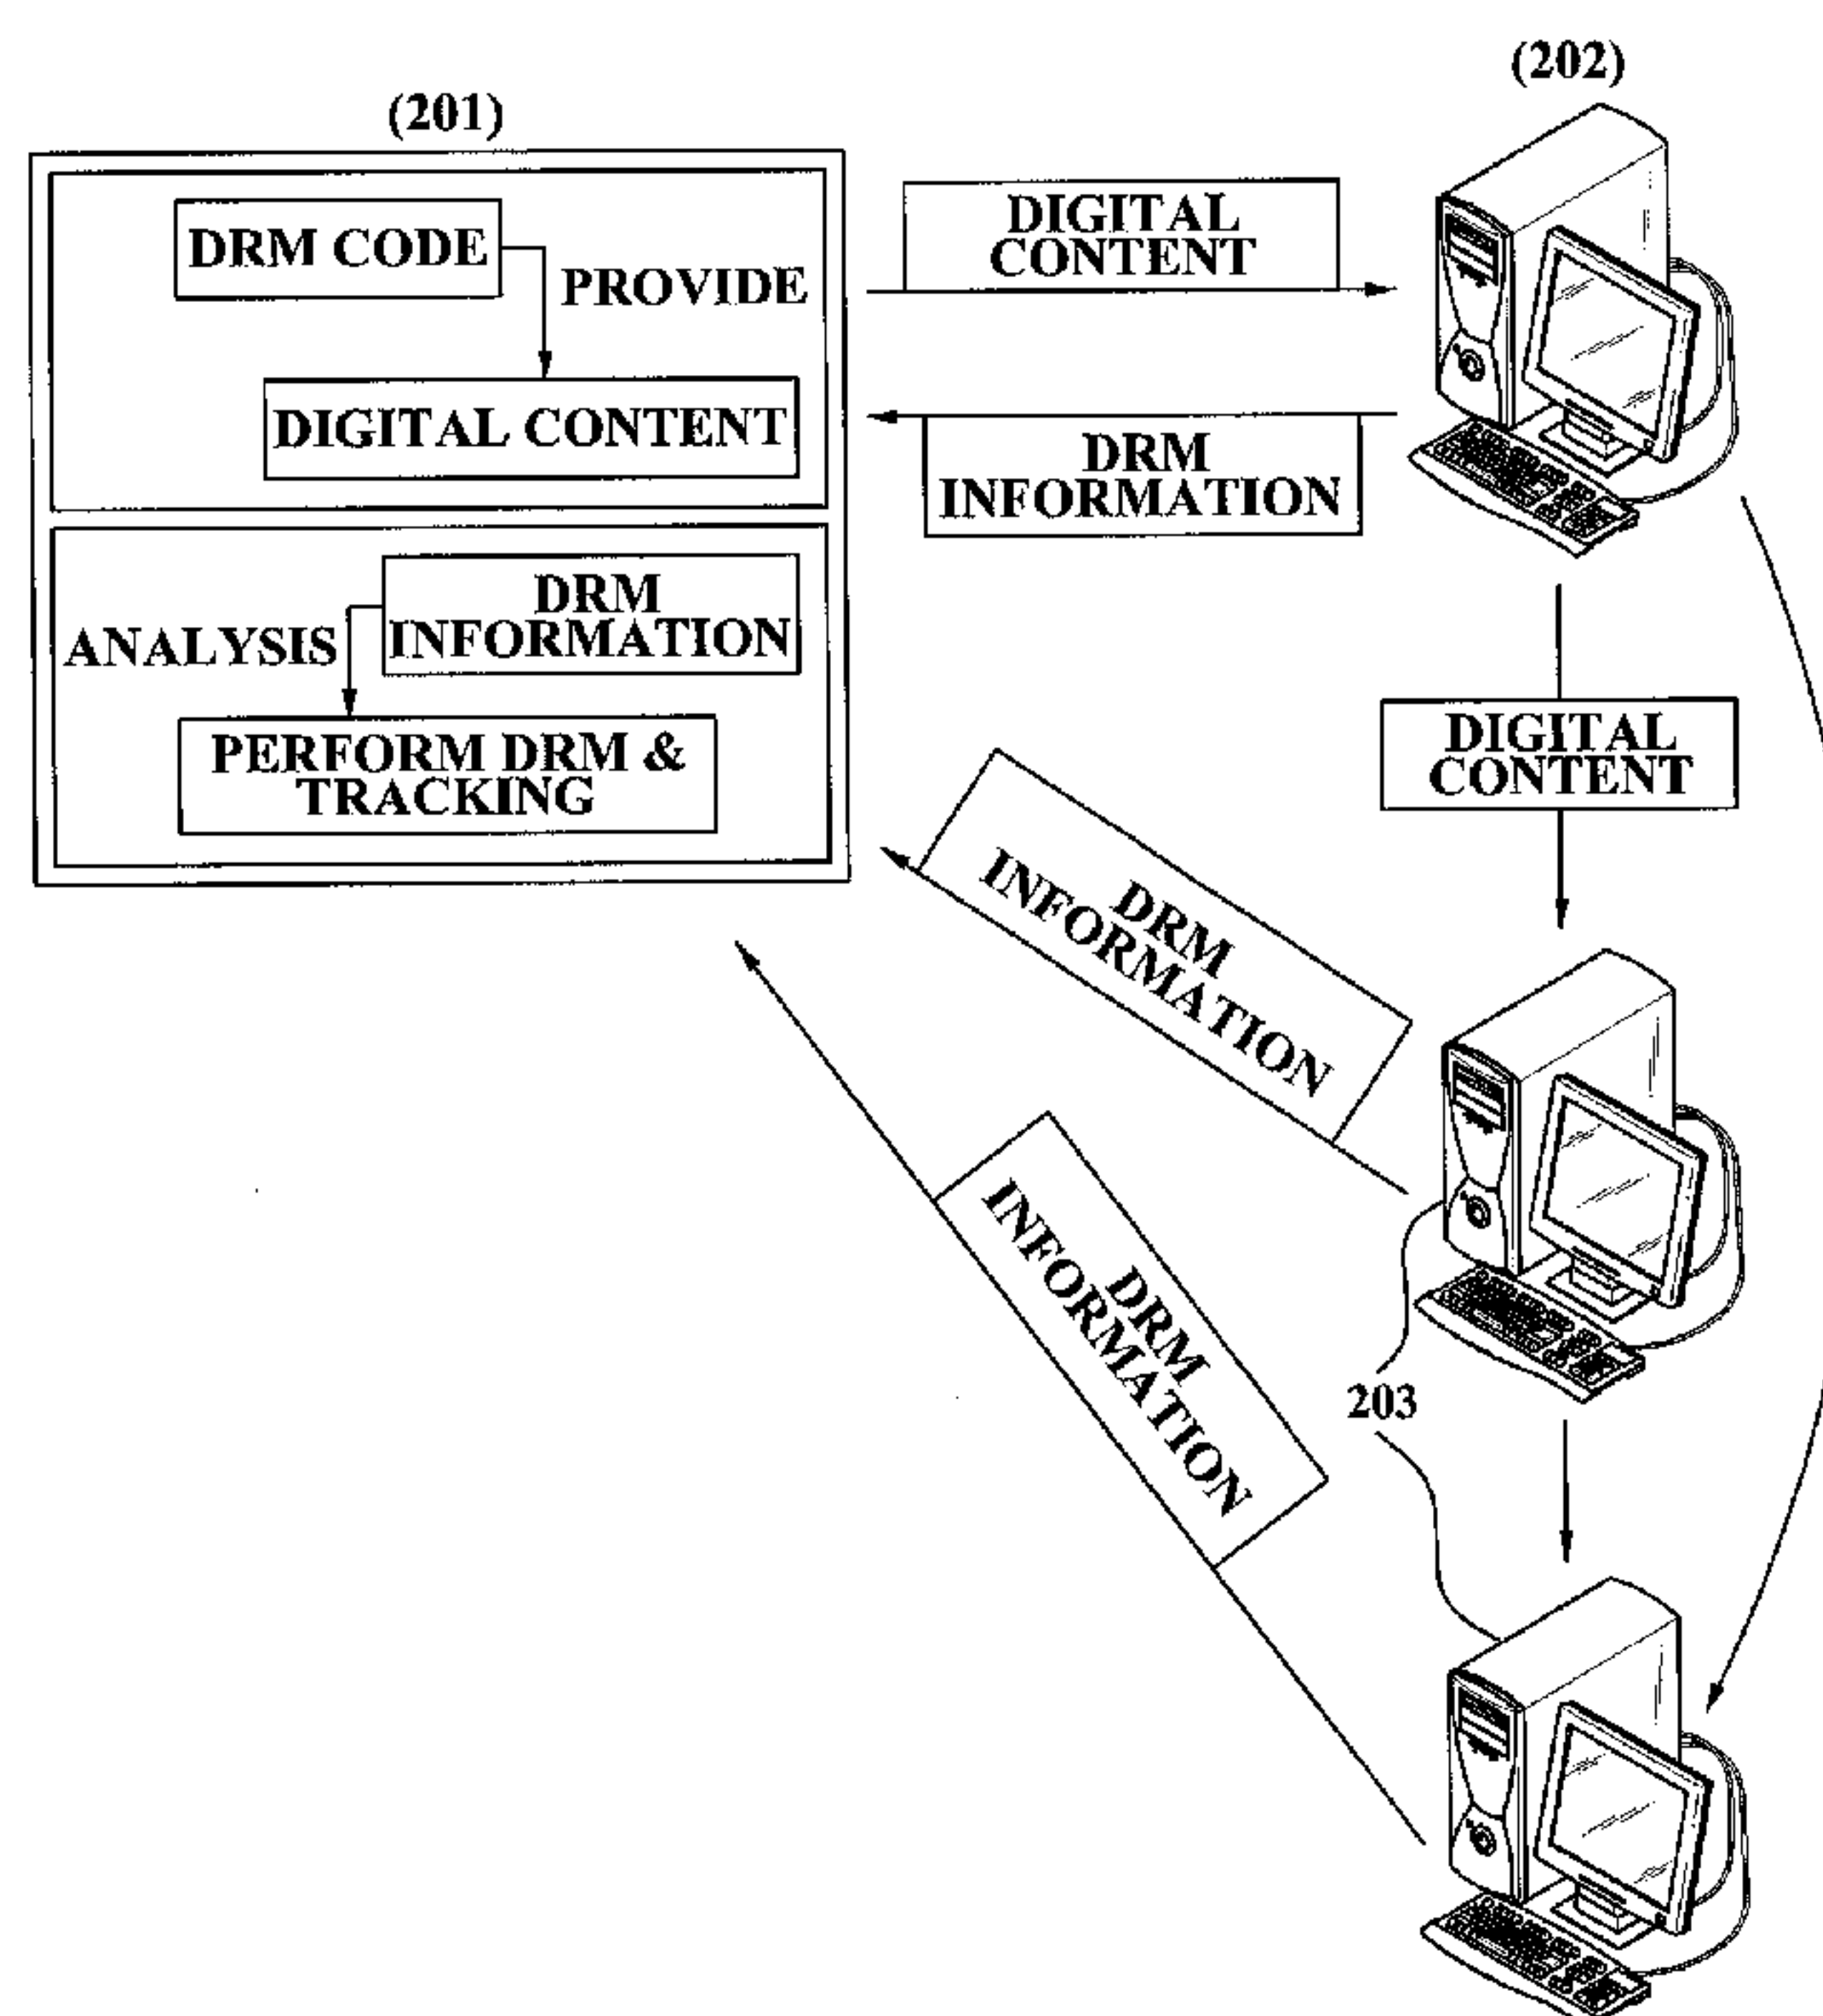 (202)
(201)
DRM CODE
PROVIDE
DIGITAL CONTENT
DIGITAL
CONTENT
DRM
INFORMATION
ANALYSIS
DRM
INFORMATION
PERFORM DRM &
TRACKING
DIGITAL
CONTENT
DRM
INFORMATION
DRM
INFORMATION
203